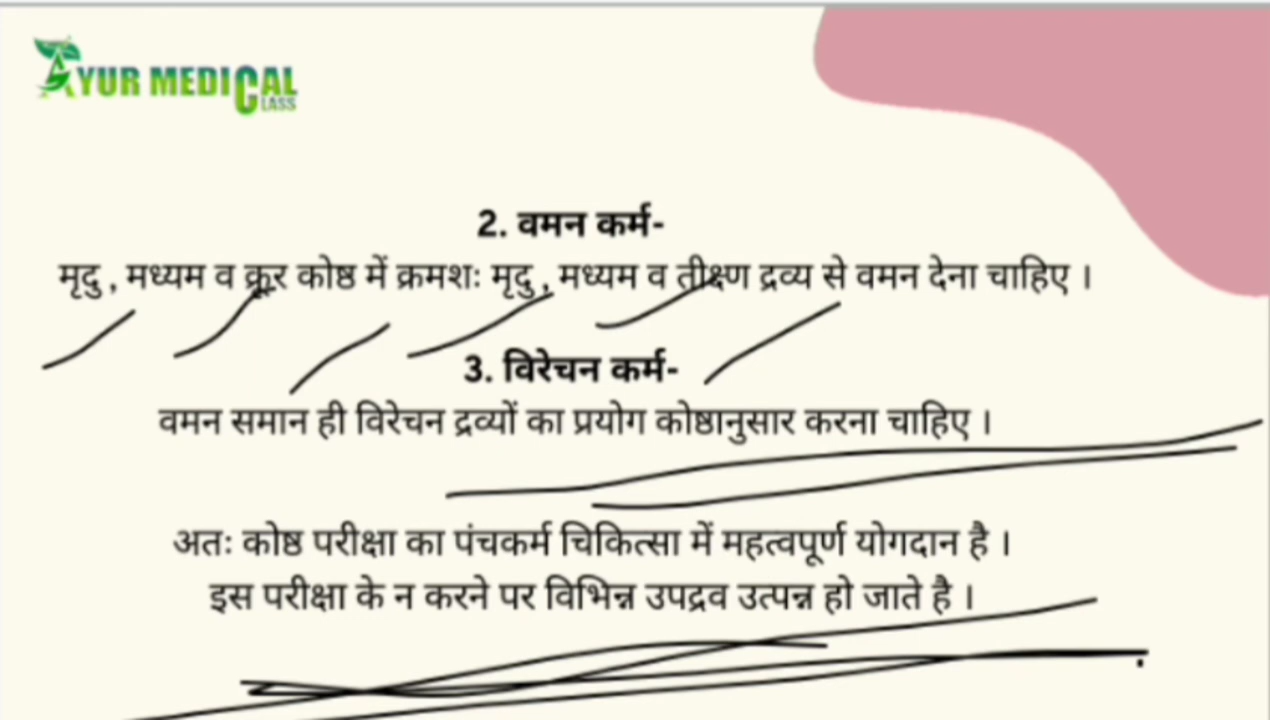 AYUR MEDICAL
CLASS
2. वमन कर्म-
मृदु , मध्यम व क्रूर कोष्ठ में क्रमशः मृदु , मध्यम व तीक्ष्ण द्रव्य से वमन देना चाहिए ।
3. विरेचन कर्म-
वमन समान ही विरेचन द्रव्यों का प्रयोग कोष्ठानुसार करना चाहिए ।
अतः कोष्ठ परीक्षा का पंचकर्म चिकित्सा में महत्वपूर्ण योगदान है ।
इस परीक्षा के न करने पर विभिन्न उपद्रव उत्पन्न हो जाते है ।